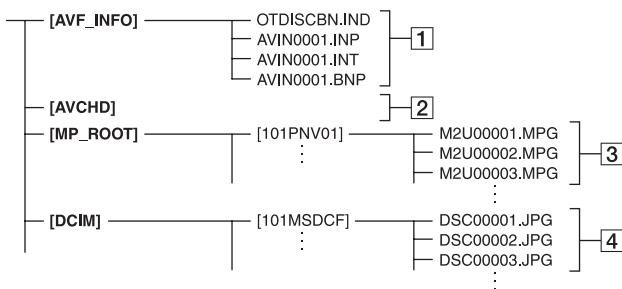 [AVF_INFO] OTDISCBN.IND
AVIN0001.INP 1
AVIN0001.INT
AVIN0001.BNP
[AVCHD] 2
[MP_ROOT] [101PNV01] M2U00001.MPG
M2U00002.MPG 3
M2U00003.MPG
[DCIM] [101MSDCF] DSC00001.JPG
DSC00002.JPG 4
DSC00003.JPG